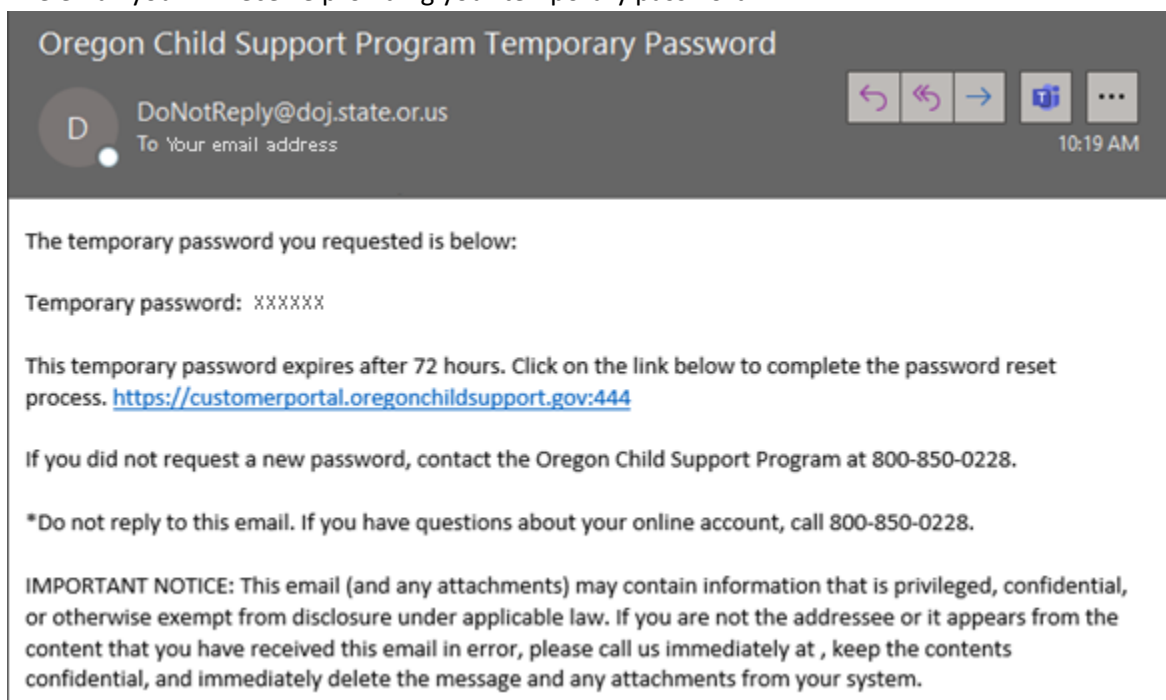 Oregon Child Support Program Temporary Password
D
DoNotReply@doj.state.or.us
To Your email address
10:19 AM
The temporary password you requested is below:
Temporary password: XXXXXX
This temporary password expires after 72 hours. Click on the link below to complete the password reset
process. https://customerportal.oregonchildsupport.gov:444
If you did not request a new password, contact the Oregon Child Support Program at 800-850-0228.
*Do not reply to this email. If you have questions about your online account, call 800-850-0228.
IMPORTANT NOTICE: This email (and any attachments) may contain information that is privileged, confidential,
or otherwise exempt from disclosure under applicable law. If you are not the addressee or it appears from the
content that you have received this email in error, please call us immediately at , keep the contents
confidential, and immediately delete the message and any attachments from your system.